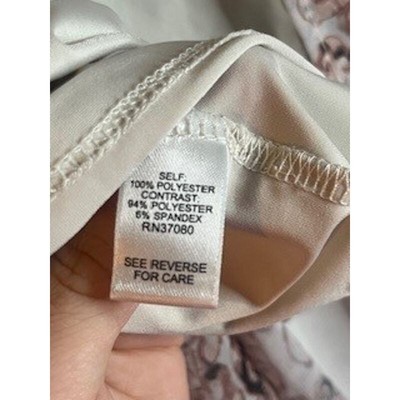 SELF:
100% POLYESTER
CONTRAST:
94% POLYESTER
6% SPANDEX
RN37080
SEE REVERSE
FOR CARE